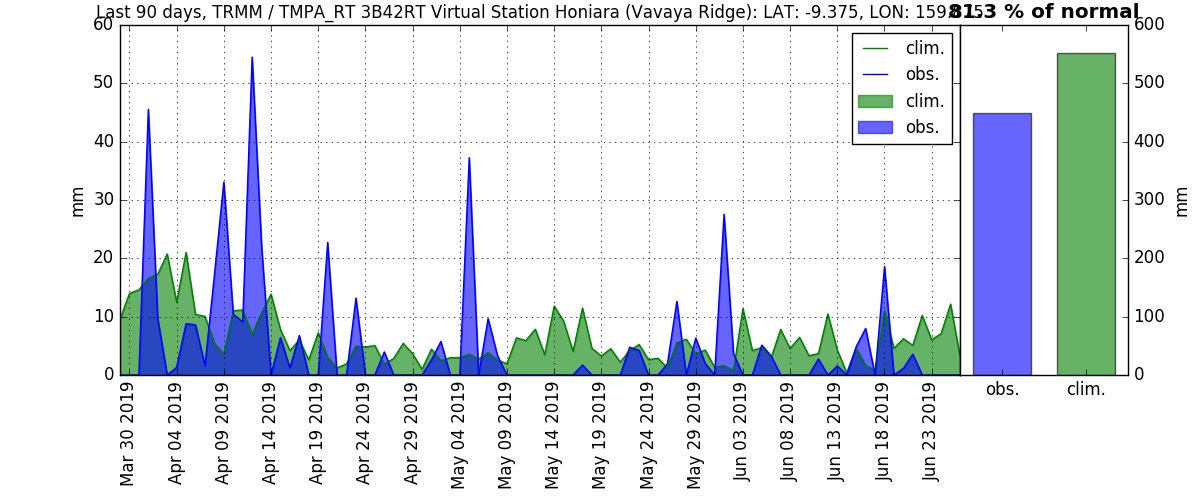 Last 90 days, TRMM / TMPA_RT 3B42RT Virtual Station Honiara (Vavaya Ridge): LAT: -9.375, LON: 159.875
81.3 % of normal
60
50
40
30
20
10
0
mm
clim.
obs.
clim.
obs.
600
500
400
300
200
100
0
mm
obs.
clim.
Mar 30 2019
Apr 04 2019
Apr 09 2019
Apr 14 2019
Apr 19 2019
Apr 24 2019
Apr 29 2019
May 04 2019
May 09 2019
May 14 2019
May 19 2019
May 24 2019
May 29 2019
Jun 03 2019
Jun 08 2019
Jun 13 2019
Jun 18 2019
Jun 23 2019